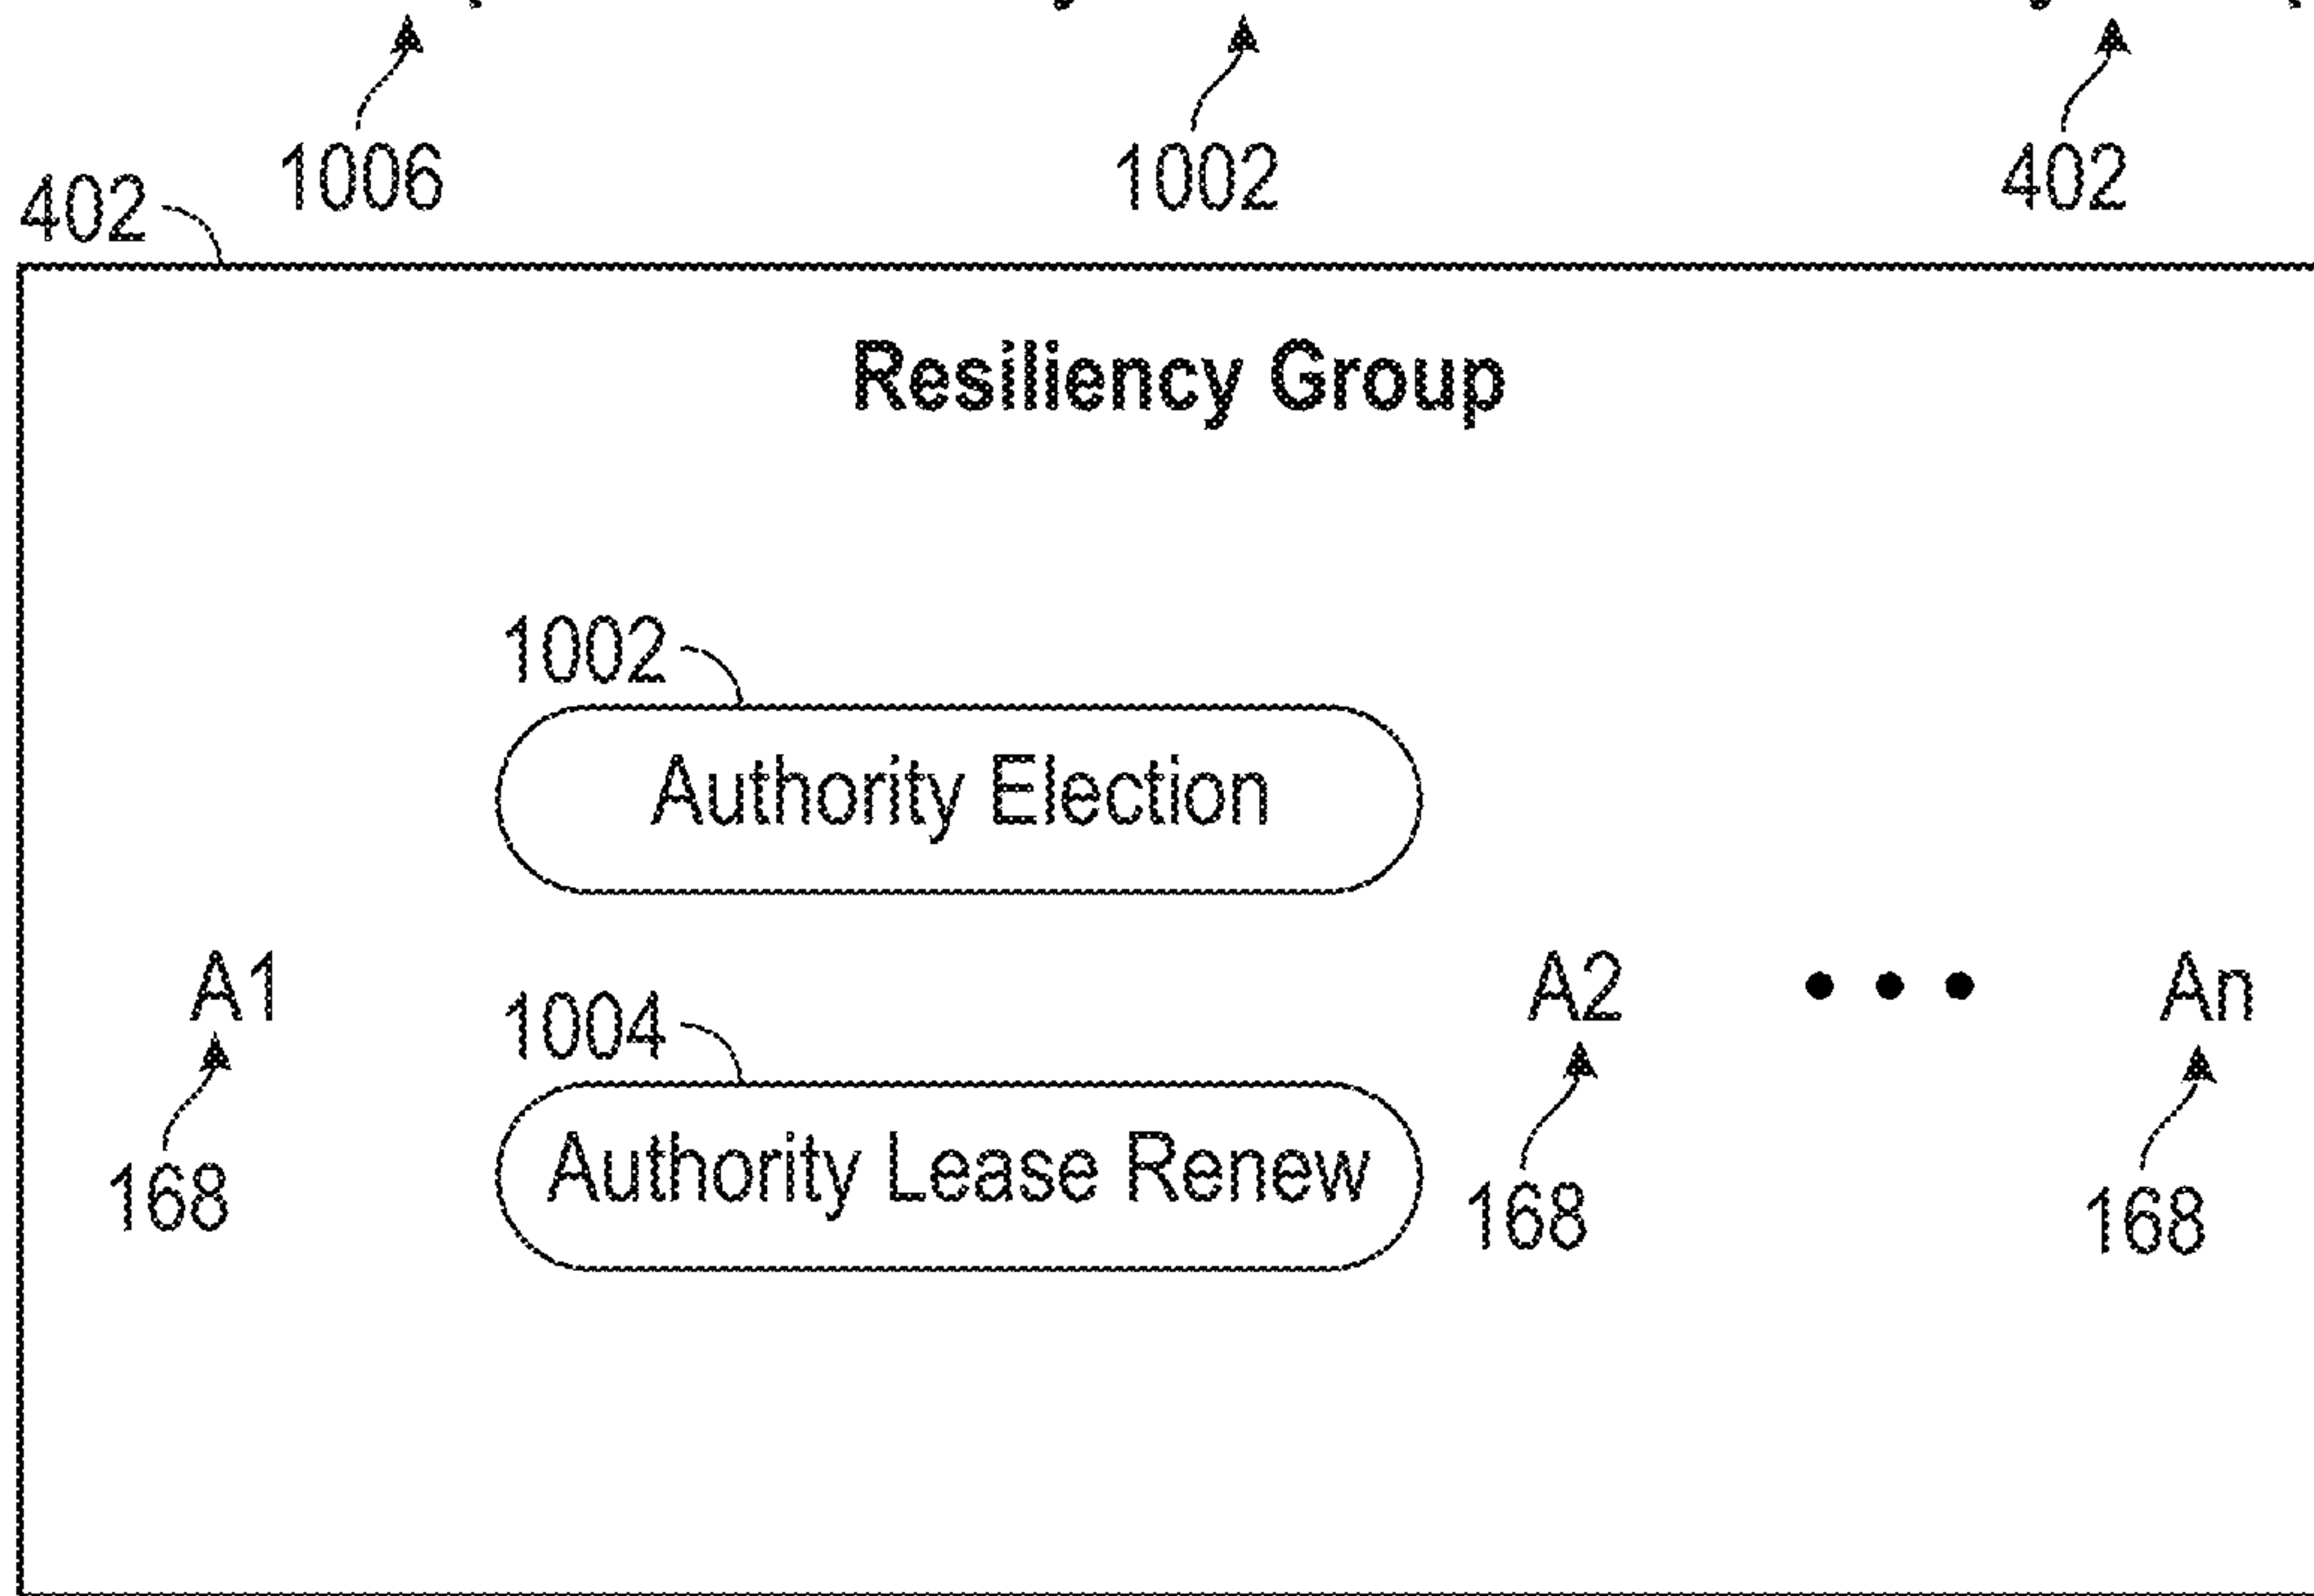 1006 1002 402
402
Resiliency Group
1002
Authority Election
A1 A2 • • • An
1004
Authority Lease Renew
168 168 168